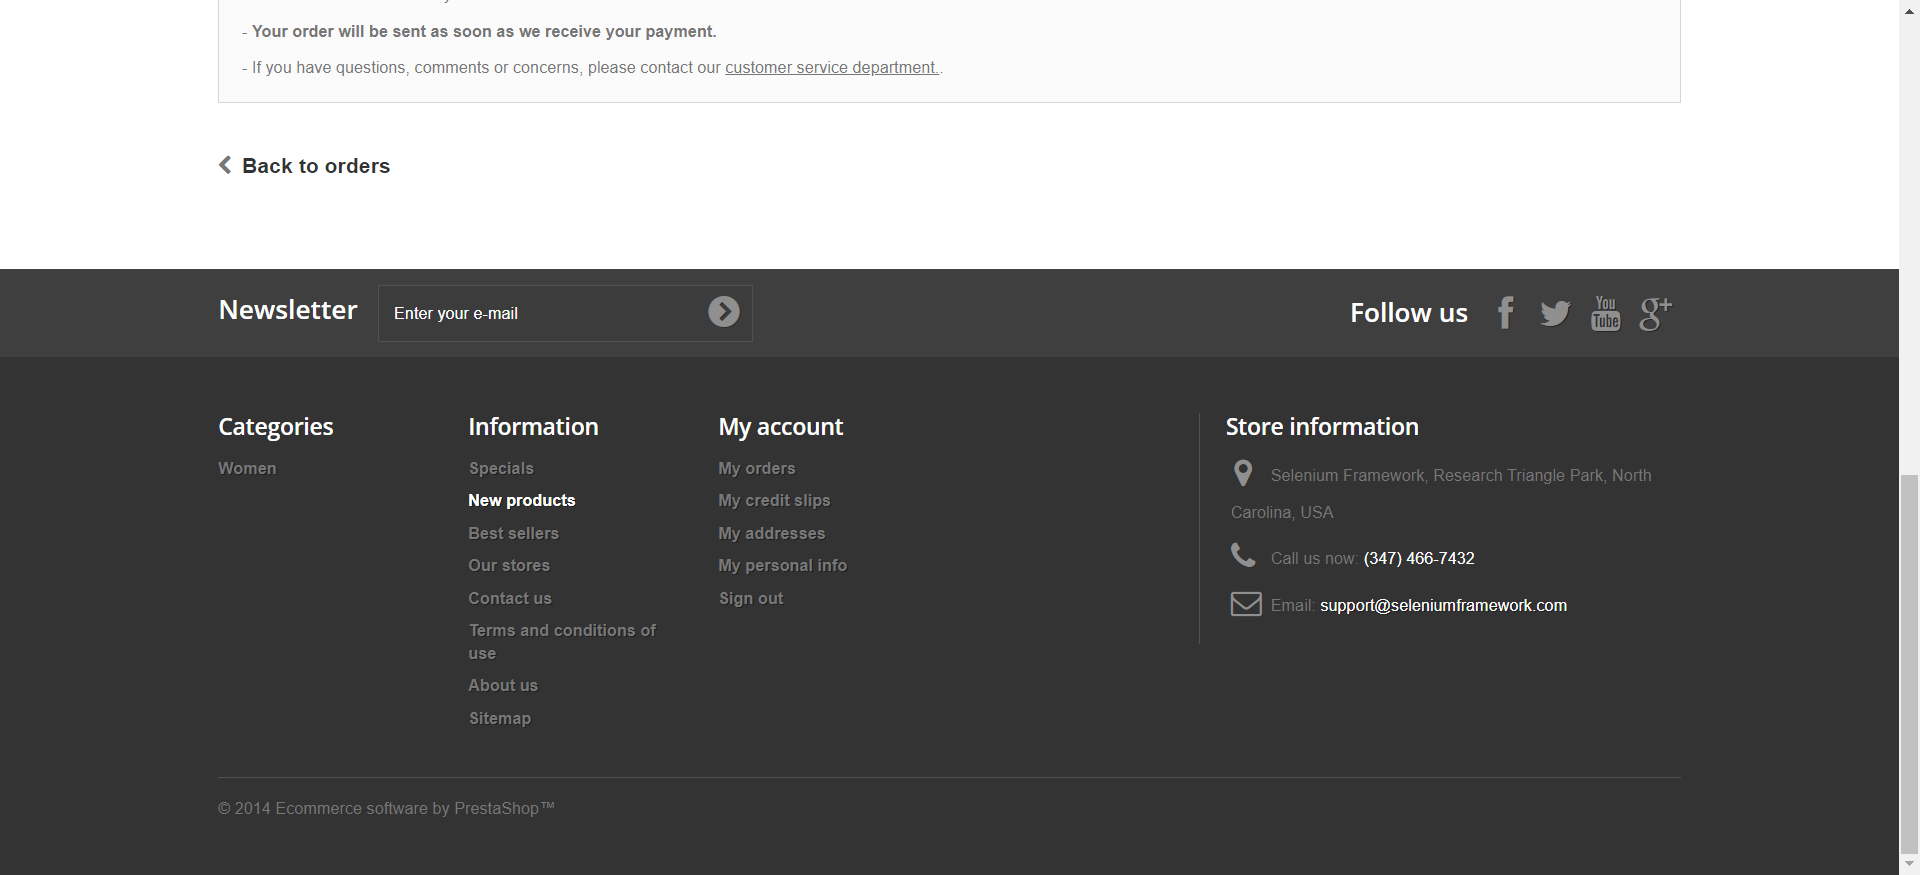 - Your order will be sent as soon as we receive your payment.
- If you have questions, comments or concerns, please contact our customer service department..
Back to orders
Newsletter
Enter your e-mail
Follow us
You
Tube
g+
Categories
Women
Information
Specials
New products
Best sellers
Our stores
Contact us
Terms and conditions of
use
About us
Sitemap
My account
My orders
My credit slips
My addresses
My personal info
Sign out
Store information
Selenium Framework, Research Triangle Park, North
Carolina, USA
Call us now: (347) 466-7432
Email: support@seleniumframework.com
© 2014 Ecommerce software by PrestaShop™